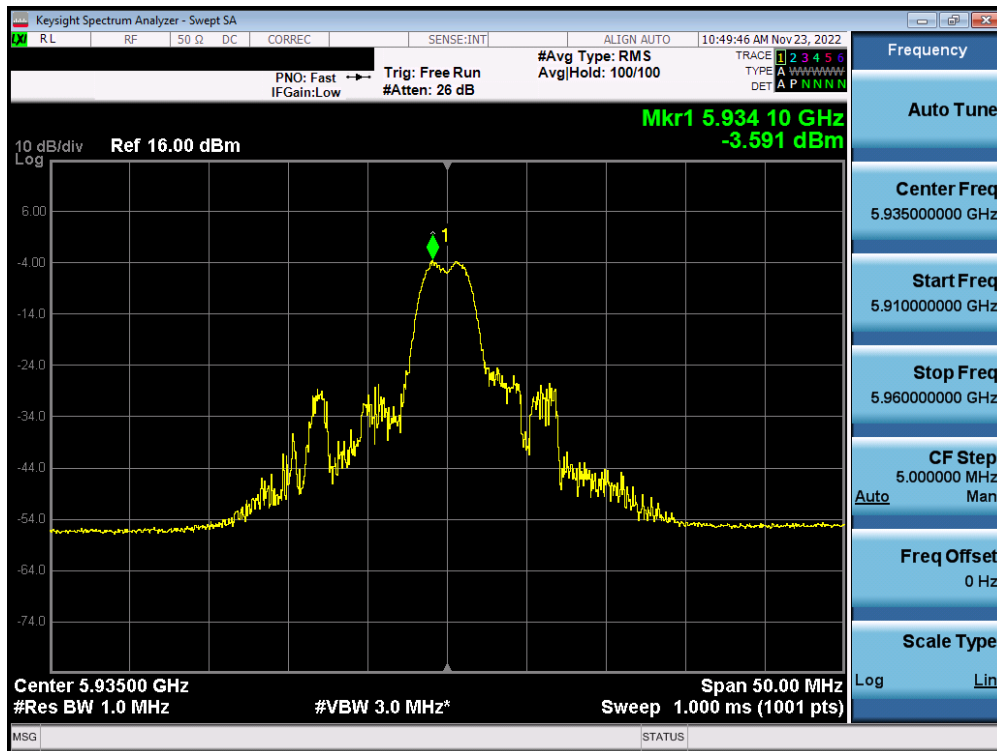 Keysight Spectrum Analyzer - Swept SA
LXI RL RF 50 Ω DC CORREC SENSE:INT ALIGN AUTO 10:49:46 AM Nov 23, 2022
PNO: Fast
IFGain:Low
Trig: Free Run
#Atten: 26 dB
#Avg Type: RMS
Avg|Hold: 100/100
TRACE 1 2 3 4 5 6
TYPE A WWWWW
DET A P N N N N
Mkr1 5.934 10 GHz
-3.591 dBm
10 dB/div Ref 16.00 dBm
Log
6.00
-4.00
-14.0
-24.0
-34.0
-44.0
-54.0
-64.0
-74.0
1
Center 5.93500 GHz Span 50.00 MHz
#Res BW 1.0 MHz #VBW 3.0 MHz* Sweep 1.000 ms (1001 pts)
MSG STATUS
Frequency
Auto Tune
Center Freq
5.935000000 GHz
Start Freq
5.910000000 GHz
Stop Freq
5.960000000 GHz
CF Step
5.000000 MHz
Auto Man
Freq Offset
0 Hz
Scale Type
Log Lin